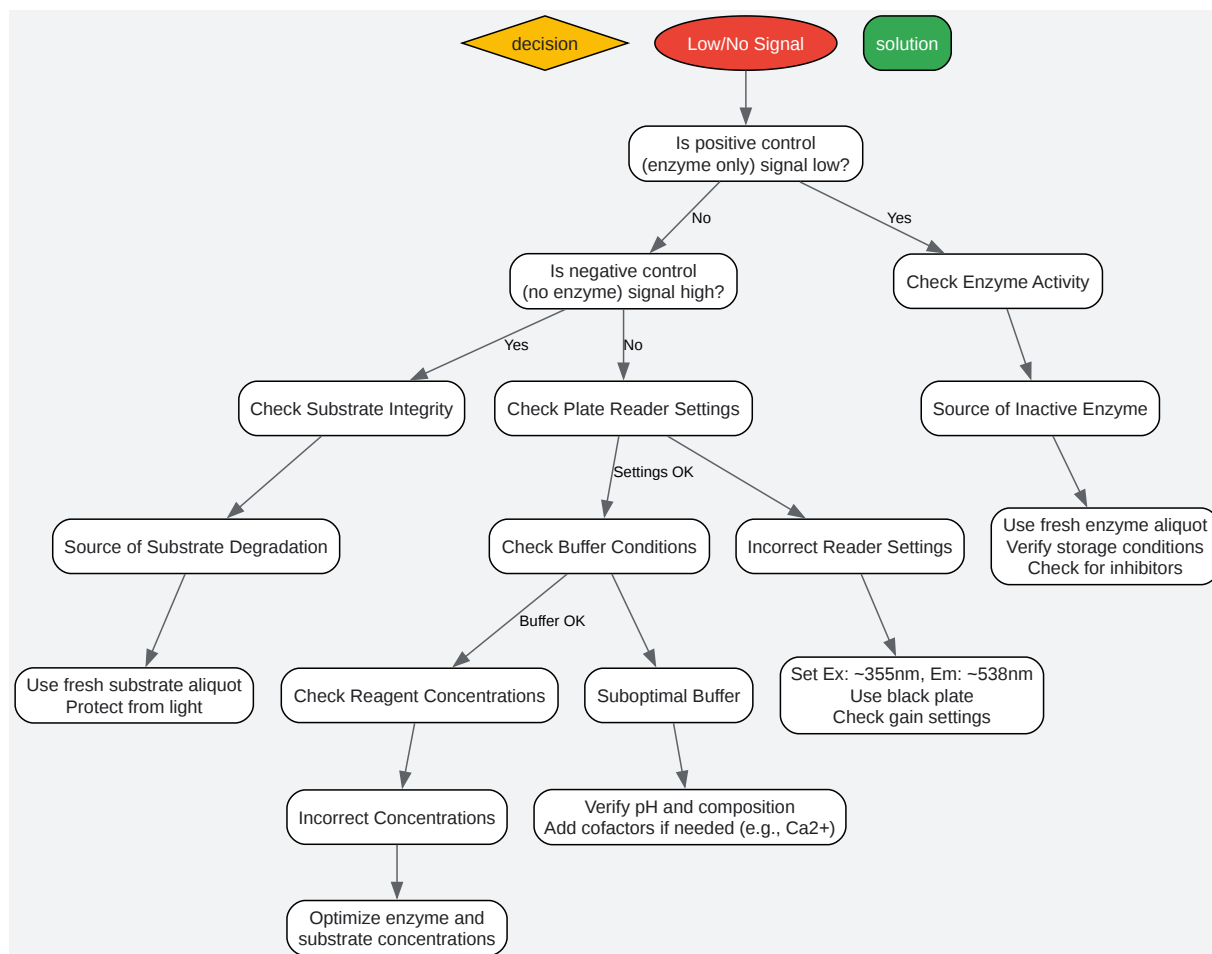 decision
Low/No Signal
solution
Is positive control
(enzyme only) signal low?
No
Yes
Is negative control
(no enzyme) signal high?
Check Enzyme Activity
Yes
No
Check Substrate Integrity
Check Plate Reader Settings
Source of Inactive Enzyme
Settings OK
Source of Substrate Degradation
Check Buffer Conditions
Incorrect Reader Settings
Use fresh enzyme aliquot
Verify storage conditions
Check for inhibitors
Buffer OK
Use fresh substrate aliquot
Protect from light
Check Reagent Concentrations
Suboptimal Buffer
Set Ex: ~355nm, Em: ~538nm
Use black plate
Check gain settings
Incorrect Concentrations
Verify pH and composition
Add cofactors if needed (e.g., Ca2+)
Optimize enzyme and
substrate concentrations